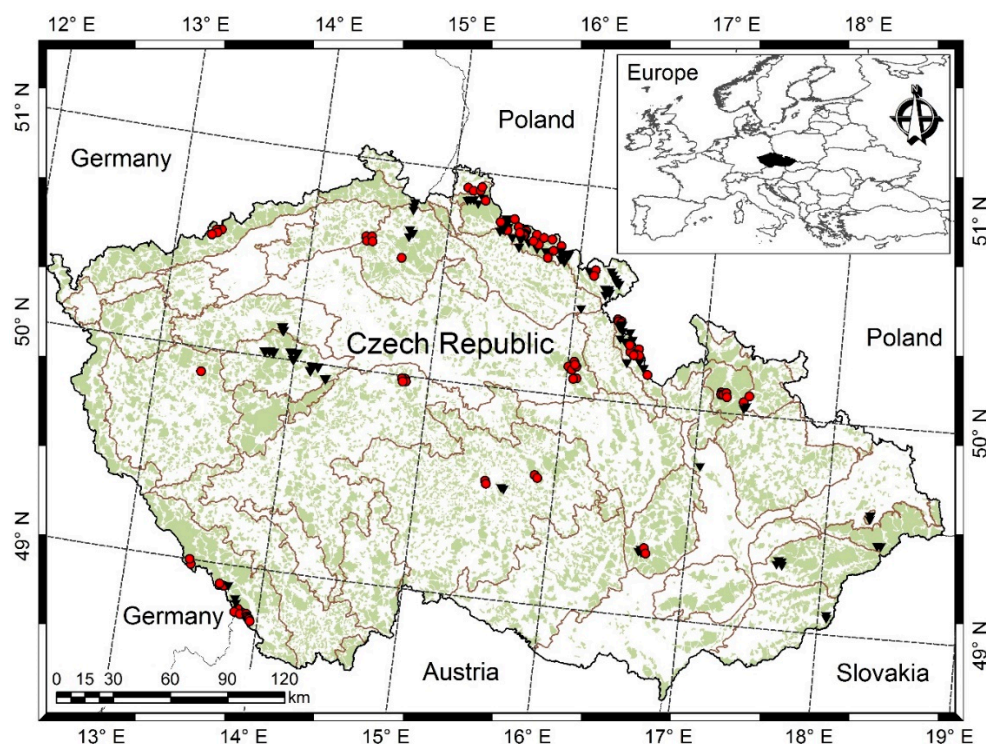 12° E 13° E 14° E 15° E 16° E 17° E 18° E
51° N
50° N
49° N
Europe
Poland
Germany
51° N
Poland
Czech Republic
50° N
Germany
Austria
Slovakia
49° N
0 15 30 60 90 120
km
13° E 14° E 15° E 16° E 17° E 18° E 19° E